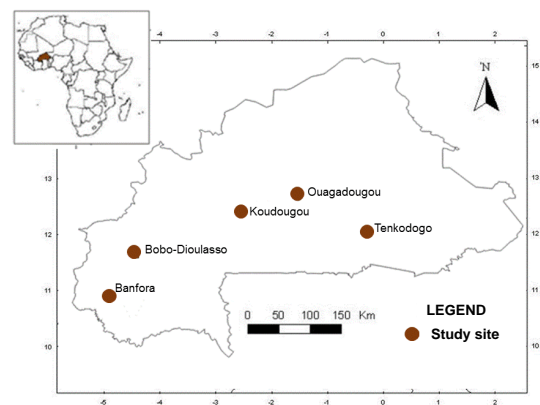 -4 -3 -2 -1 0 1 2
N
15
14
13
13
12
12
11
11
10
10
Ouagadougou
Koudougou
Tenkodogo
Bobo-Dioulasso
Banfora
0 50 100 150 Km
LEGEND
Study site
-5 -4 -3 -2 -1 0 1 2